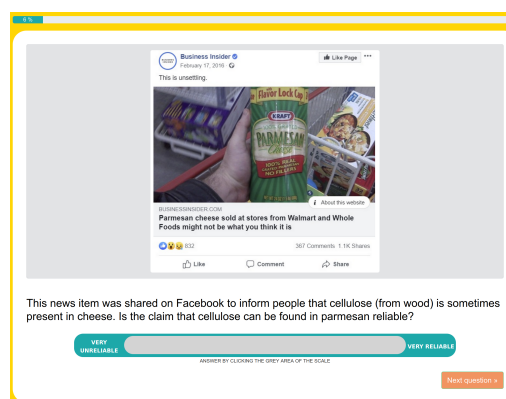 6 %
Business Insider
February 17, 2016
Like Page
This is unsettling.
Flavor Lock Cap
KRAFT
PARMESAN
CHEESE
100% REAL
NO FILLERS
About this website
BUSINESSINSIDER.COM
Parmesan cheese sold at stores from Walmart and Whole
Foods might not be what you think it is
632
367 Comments 1.1K Shares
Like
Comment
Share
This news item was shared on Facebook to inform people that cellulose (from wood) is sometimes
present in cheese. Is the claim that cellulose can be found in parmesan reliable?
VERY
UNRELIABLE
VERY RELIABLE
ANSWER BY CLICKING THE GREY AREA OF THE SCALE
Next question »